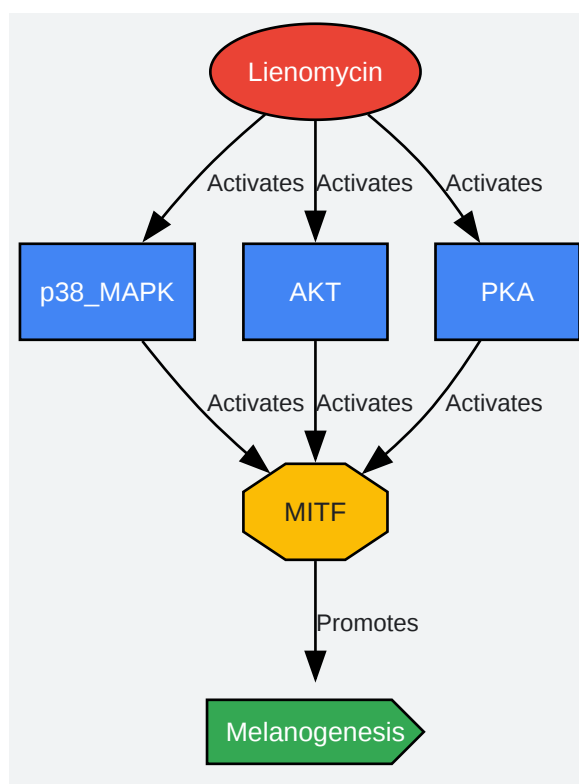 Lienomycin
Activates Activates Activates
p38_MAPK AKT PKA
Activates Activates Activates
MITF
Promotes
Melanogenesis